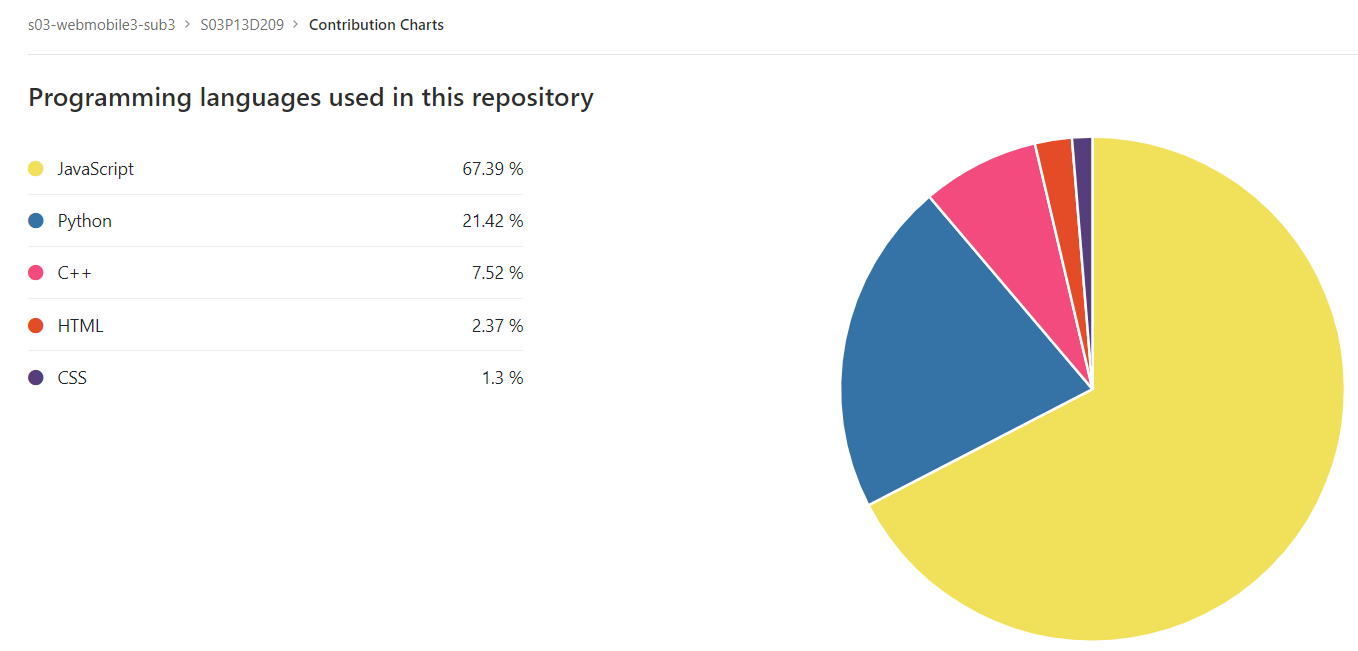 s03-webmobile3-sub3 > S03P13D209 > Contribution Charts
Programming languages used in this repository
JavaScript 67.39 %
Python 21.42 %
C++ 7.52 %
HTML 2.37 %
CSS 1.3 %